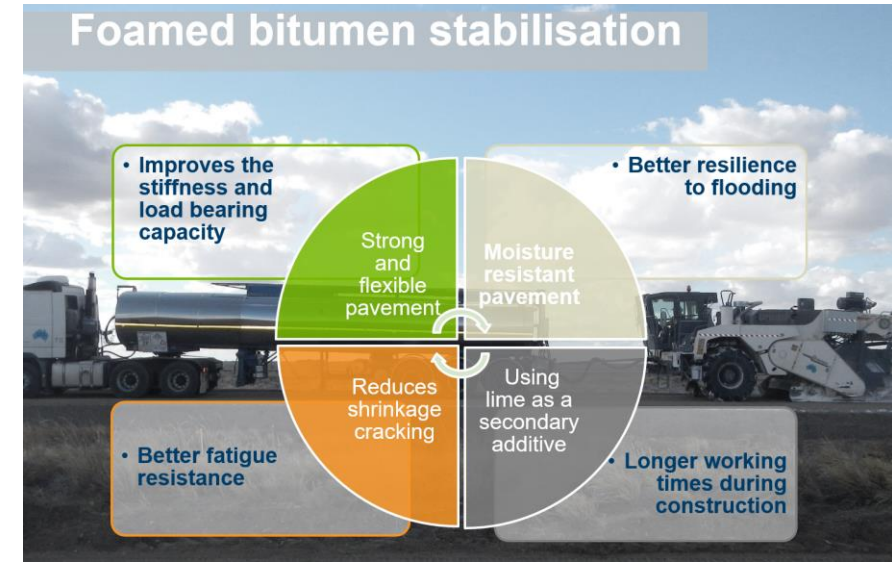 Foamed bitumen stabilisation
• Improves the
stiffness and
load bearing
capacity
• Better resilience
to flooding
Strong
and
flexible
pavement
Moisture
resistant
pavement
Reduces
shrinkage
cracking
Using
lime as a
secondary
additive
• Better fatigue
resistance
• Longer working
times during
construction